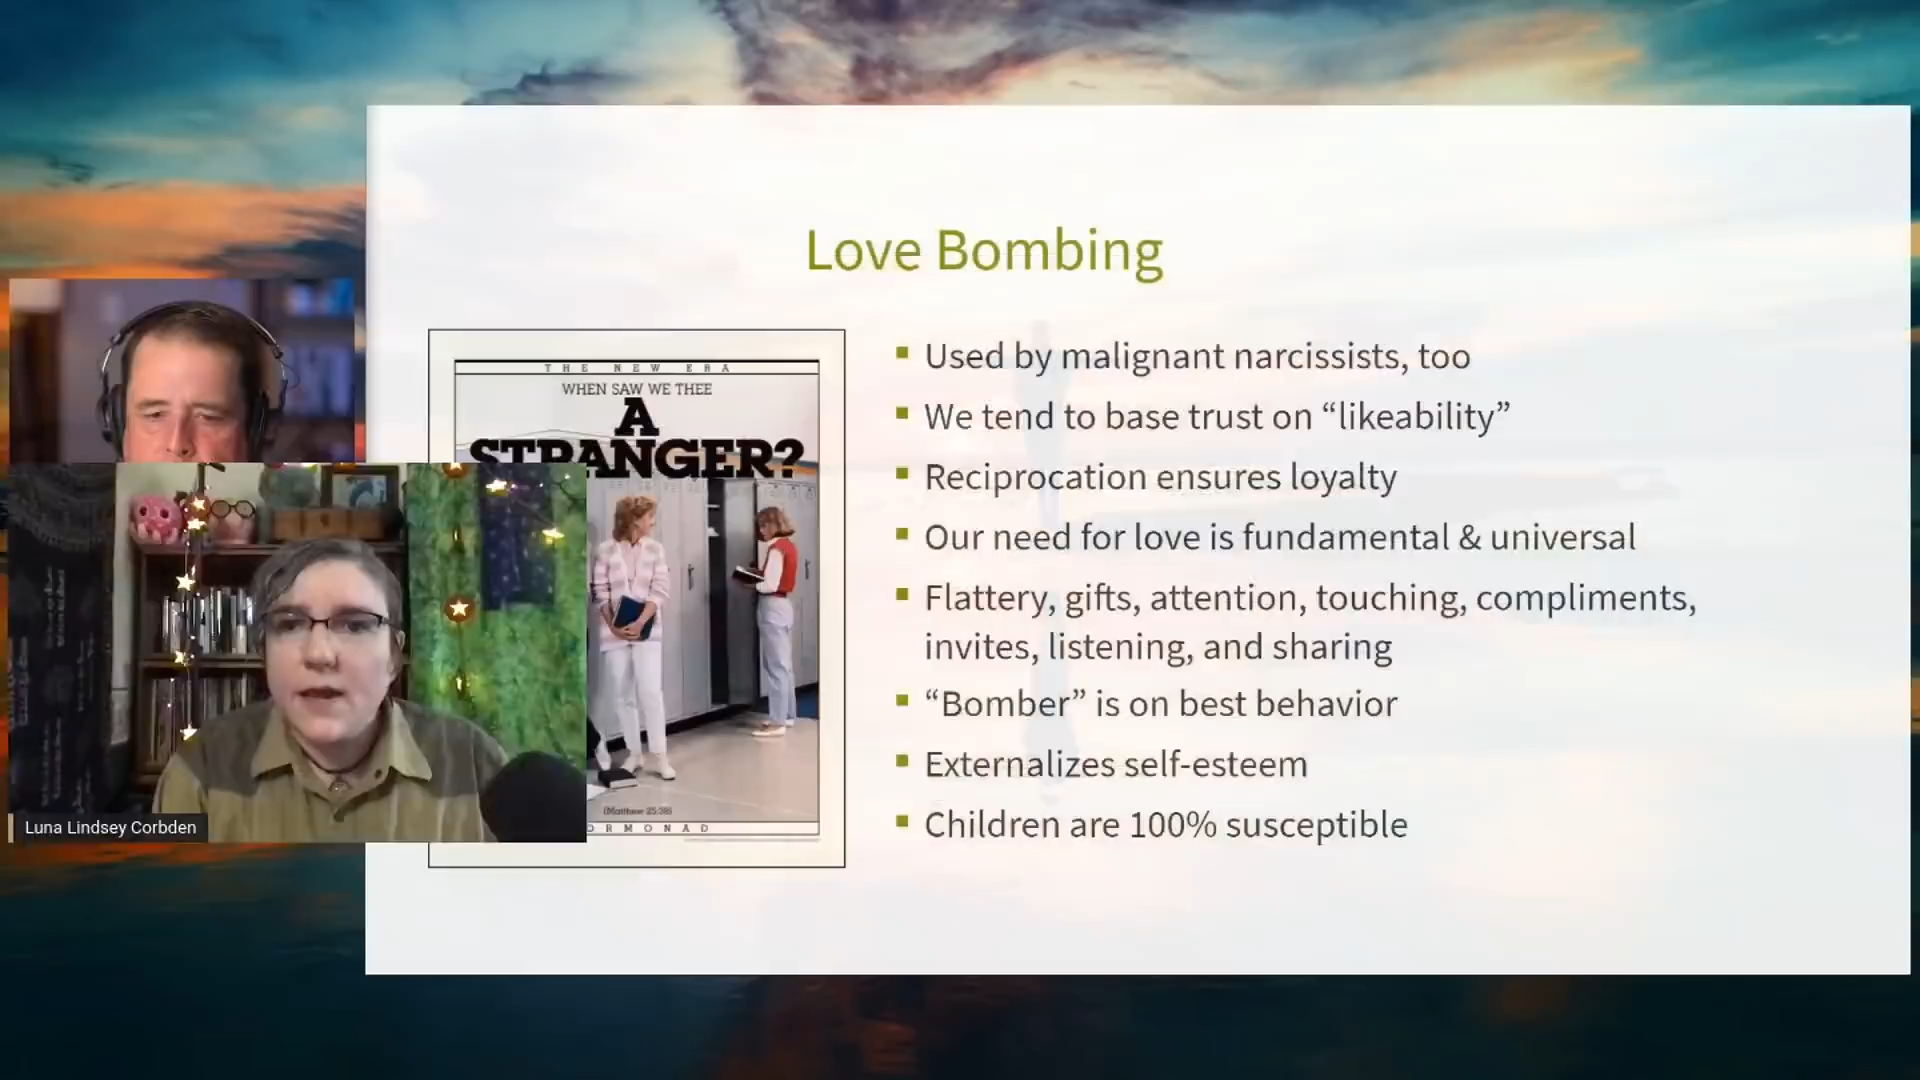 Love Bombing
THE NEW ERA
WHEN SAW WE THEE
A
STRANGER?
(Matthew 25:38)
ORMONAD
▪ Used by malignant narcissists, too
▪ We tend to base trust on “likeability”
▪ Reciprocation ensures loyalty
▪ Our need for love is fundamental & universal
▪ Flattery, gifts, attention, touching, compliments,
invites, listening, and sharing
▪ “Bomber” is on best behavior
▪ Externalizes self-esteem
▪ Children are 100% susceptible
Luna Lindsey Corbden